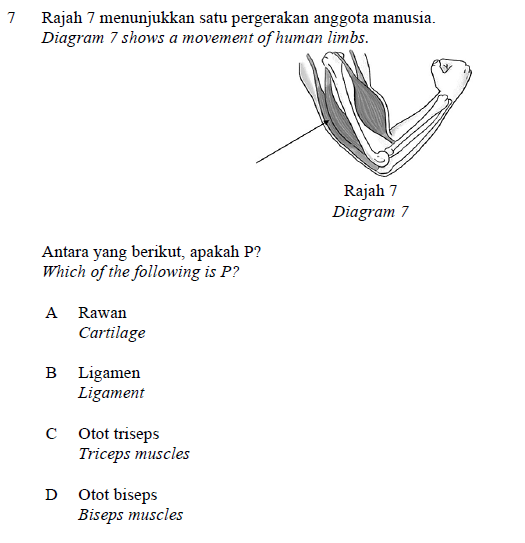 7 Rajah 7 menunjukkan satu pergerakan anggota manusia.
Diagram 7 shows a movement of human limbs.
Rajah 7
Diagram 7
Antara yang berikut, apakah P?
Which of the following is P?
A Rawan
Cartilage
B Ligamen
Ligament
C Otot triseps
Triceps muscles
D Otot biseps
Biseps muscles